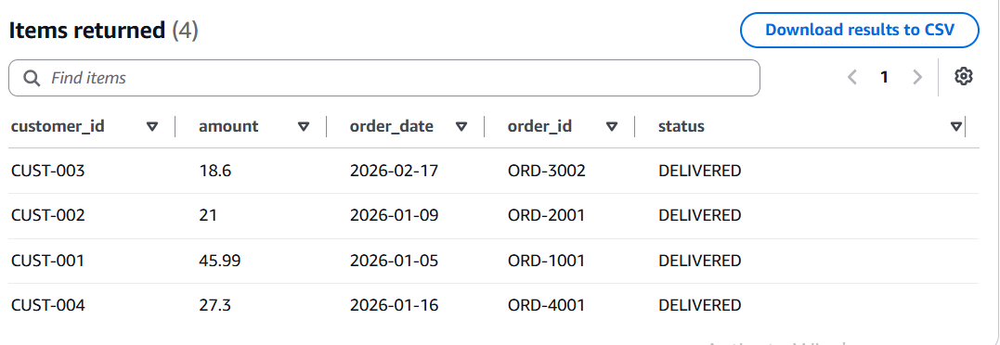 Items returned (4) Download results to CSV
Find items 1
customer_id amount order_date order_id status
CUST-003 18.6 2026-02-17 ORD-3002 DELIVERED
CUST-002 21 2026-01-09 ORD-2001 DELIVERED
CUST-001 45.99 2026-01-05 ORD-1001 DELIVERED
CUST-004 27.3 2026-01-16 ORD-4001 DELIVERED